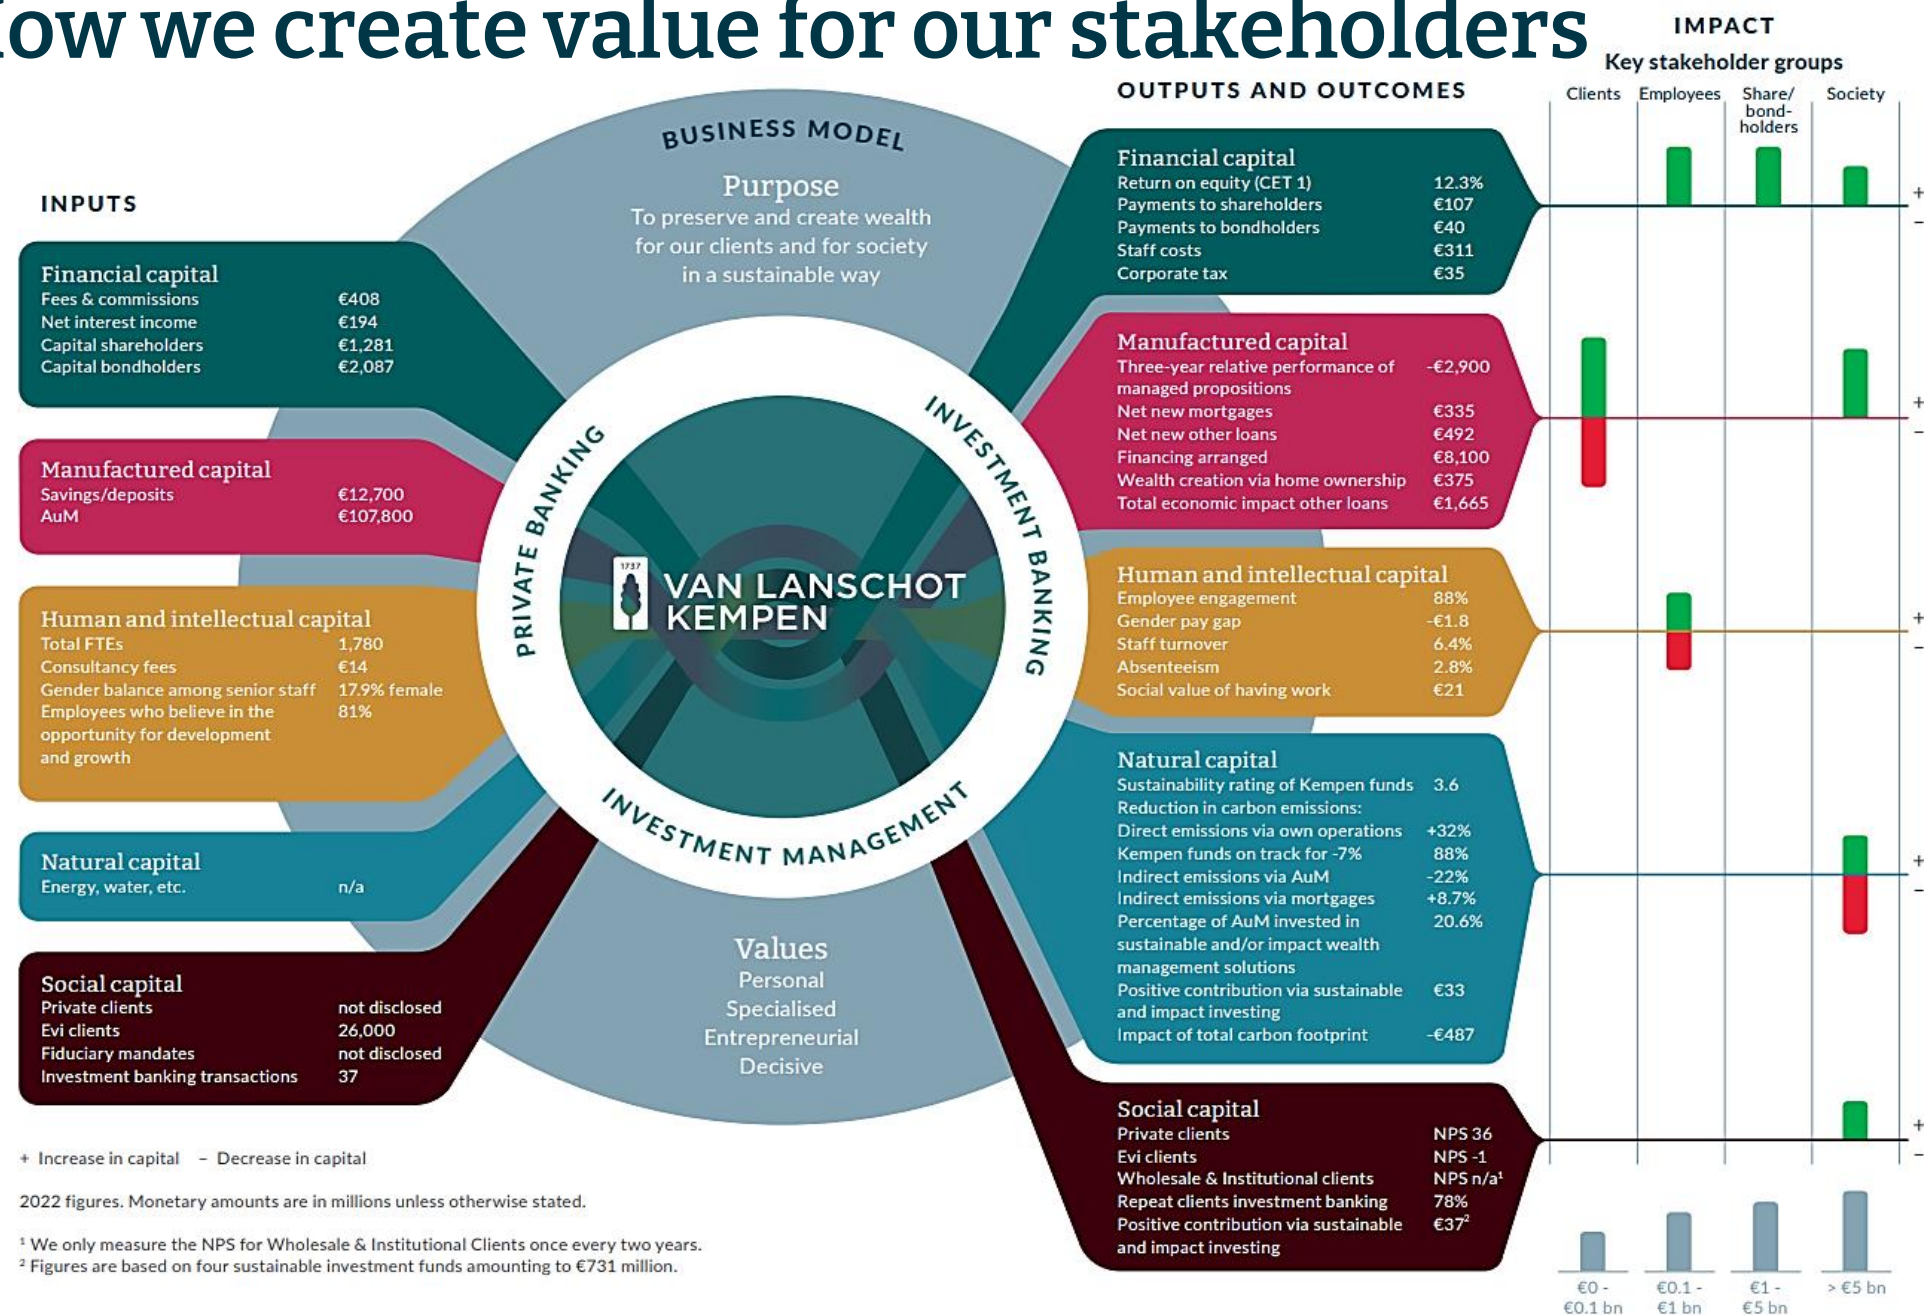 ow we create value for our stakeholders
INPUTS
Financial capital
Fees & commissions €408
Net interest income €194
Capital shareholders €1,281
Capital bondholders €2,087
Manufactured capital
Savings/deposits €12,700
AuM €107,800
Human and intellectual capital
Total FTEs 1,780
Consultancy fees €14
Gender balance among senior staff 17.9% female
Employees who believe in the 81%
opportunity for development
and growth
Natural capital
Energy, water, etc. n/a
Social capital
Private clients not disclosed
Evi clients 26,000
Fiduciary mandates not disclosed
Investment banking transactions 37
BUSINESS MODEL
Purpose
To preserve and create wealth
for our clients and for society
in a sustainable way
PRIVATE BANKING
INVESTMENT BANKING
INVESTMENT MANAGEMENT
1737
VAN LANSCHOT
KEMPEN
Values
Personal
Specialised
Entrepreneurial
Decisive
OUTPUTS AND OUTCOMES
Financial capital
Return on equity (CET 1) 12.3%
Payments to shareholders €107
Payments to bondholders €40
Staff costs €311
Corporate tax €35
Manufactured capital
Three-year relative performance of -€2,900
managed propositions
Net new mortgages €335
Net new other loans €492
Financing arranged €8,100
Wealth creation via home ownership €375
Total economic impact other loans €1,665
Human and intellectual capital
Employee engagement 88%
Gender pay gap -€1.8
Staff turnover 6.4%
Absenteeism 2.8%
Social value of having work €21
Natural capital
Sustainability rating of Kempen funds 3.6
Reduction in carbon emissions:
Direct emissions via own operations +32%
Kempen funds on track for -7% 88%
Indirect emissions via AuM -22%
Indirect emissions via mortgages +8.7%
Percentage of AuM invested in 20.6%
sustainable and/or impact wealth
management solutions
Positive contribution via sustainable €33
and impact investing
Impact of total carbon footprint -€487
Social capital
Private clients NPS 36
Evi clients NPS -1
Wholesale & Institutional clients NPS n/a¹
Repeat clients investment banking 78%
Positive contribution via sustainable €37²
and impact investing
IMPACT
Key stakeholder groups
Clients Employees Share/ Society
bond-
holders
+
–
+
–
+
–
+
–
+
–
€0 - €0.1 - €1 - > €5 bn
€0.1 bn €1 bn €5 bn
+ Increase in capital – Decrease in capital
2022 figures. Monetary amounts are in millions unless otherwise stated.
¹ We only measure the NPS for Wholesale & Institutional Clients once every two years.
² Figures are based on four sustainable investment funds amounting to €731 million.